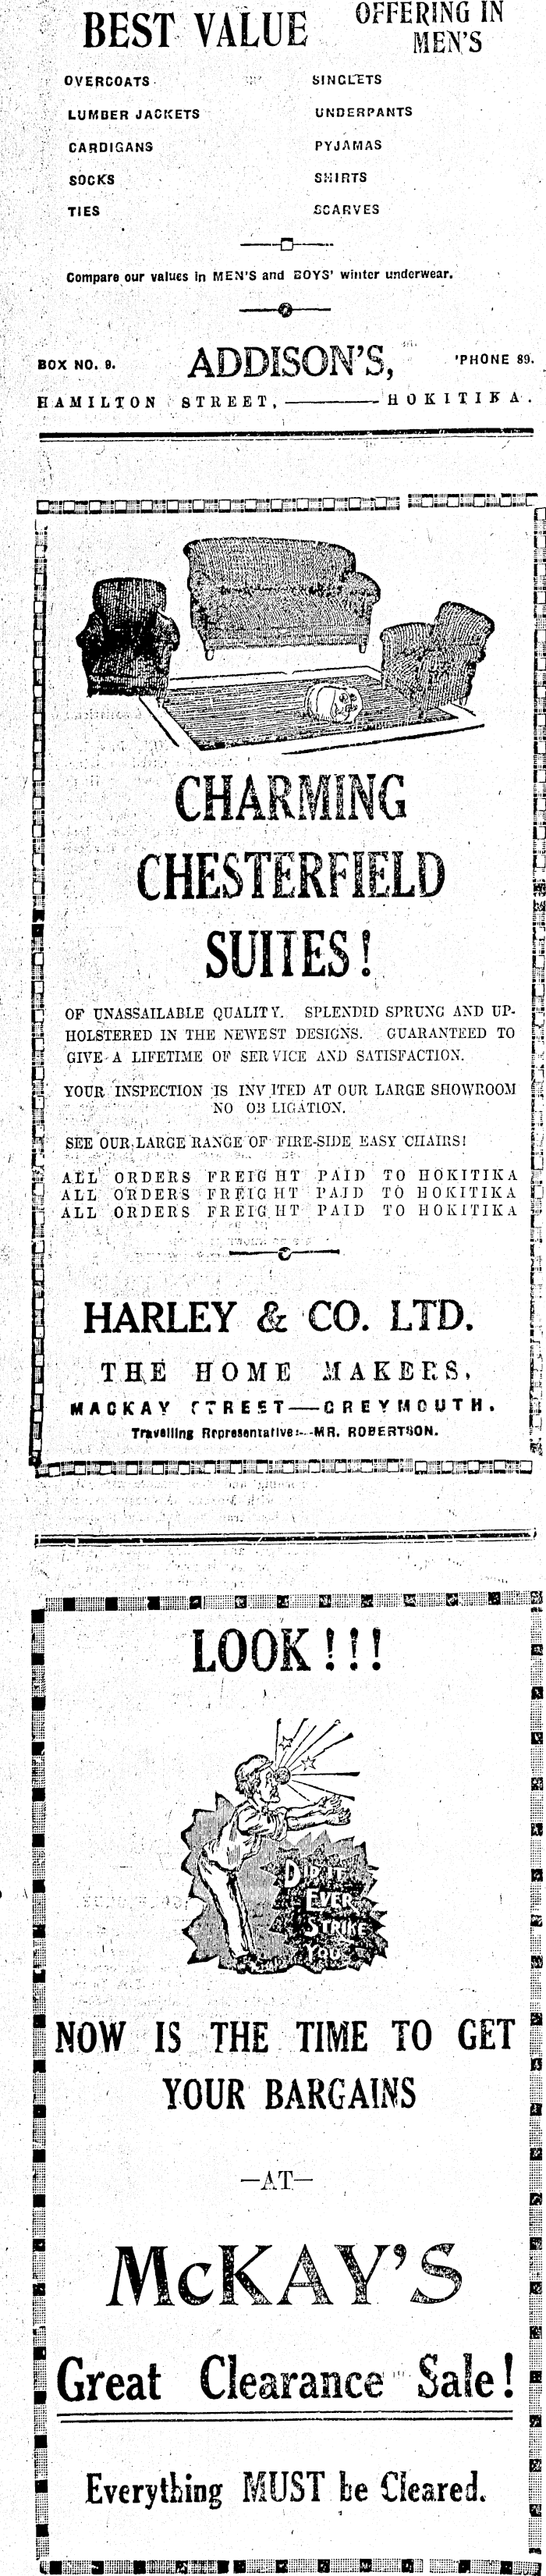 BEST VALUE OFFERING IN MEN'S
OVERCOATS SINGLETS
LUMBER JACKETS UNDERPANTS
CARDIGANS PYJAMAS
SOCKS SHIRTS
TIES SCARVES
Compare our values in MEN'S and BOYS' winter underwear.
BOX NO. 9. ADDISON'S, 'PHONE 89.
HAMILTON STREET, ——— HOKITIKA.
CHARMING
CHESTERFIELD
SUITES!
OF UNASSAILABLE QUALITY. SPLENDID SPRUNG AND UP-
HOLSTERED IN THE NEWEST DESIGNS. GUARANTEED TO
GIVE A LIFETIME OF SERVICE AND SATISFACTION.
YOUR INSPECTION IS INVITED AT OUR LARGE SHOWROOM
NO OBLIGATION.
SEE OUR LARGE RANGE OF FIRE-SIDE EASY CHAIRS!
ALL ORDERS FREIGHT PAID TO HOKITIKA
ALL ORDERS FREIGHT PAID TO HOKITIKA
ALL ORDERS FREIGHT PAID TO HOKITIKA
HARLEY & CO. LTD.
THE HOME MAKERS,
MACKAY STREET——GREYMOUTH.
Travelling Representative:—MR. ROBERTSON.
LOOK!!!
DID IT
EVER
STRIKE
YOU
NOW IS THE TIME TO GET
YOUR BARGAINS
—AT—
McKAY'S
Great Clearance Sale!
Everything MUST be Cleared.